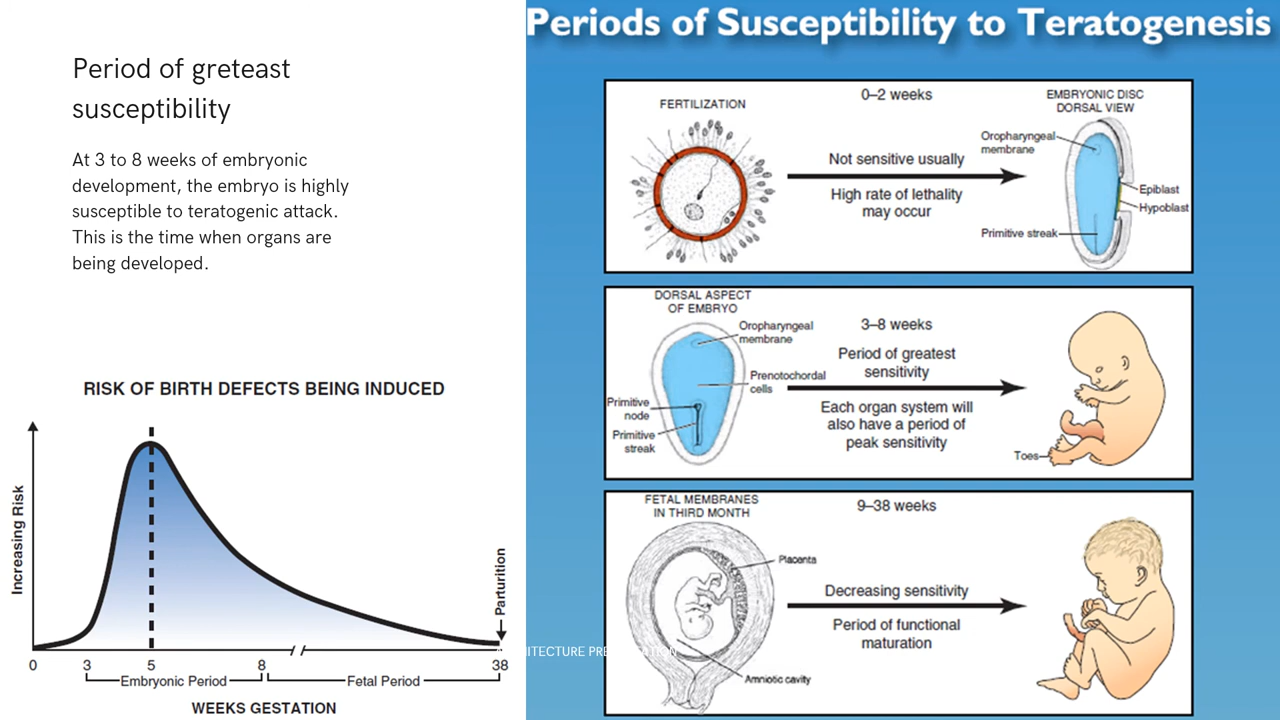 Period of greteast
susceptibility
At 3 to 8 weeks of embryonic
development, the embryo is highly
susceptible to teratogenic attack.
This is the time when organs are
being developed.
RISK OF BIRTH DEFECTS BEING INDUCED
Increasing Risk
Parturition
0 3 5 8 38
Embryonic Period Fetal Period
WEEKS GESTATION
Periods of Susceptibility to Teratogenesis
FERTILIZATION
0–2 weeks
Not sensitive usually
High rate of lethality
may occur
EMBRYONIC DISC
DORSAL VIEW
Oropharyngeal
membrane
Epiblast
Hypoblast
Primitive streak
DORSAL ASPECT
OF EMBRYO
Oropharyngeal
membrane
Prenotochordal
cells
Primitive
node
Primitive
streak
3–8 weeks
Period of greatest
sensitivity
Each organ system will
also have a period of
peak sensitivity
Toes
FETAL MEMBRANES
IN THIRD MONTH
Placenta
Amniotic cavity
9–38 weeks
Decreasing sensitivity
Period of functional
maturation